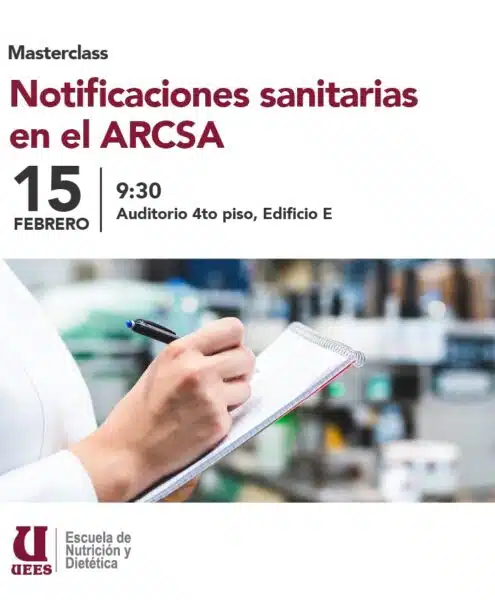 Masterclass
Notificaciones sanitarias
en el ARCSA
15
FEBRERO
9:30
Auditorio 4to piso, Edificio E
U
UEES
Escuela de
Nutrición y
Dietética